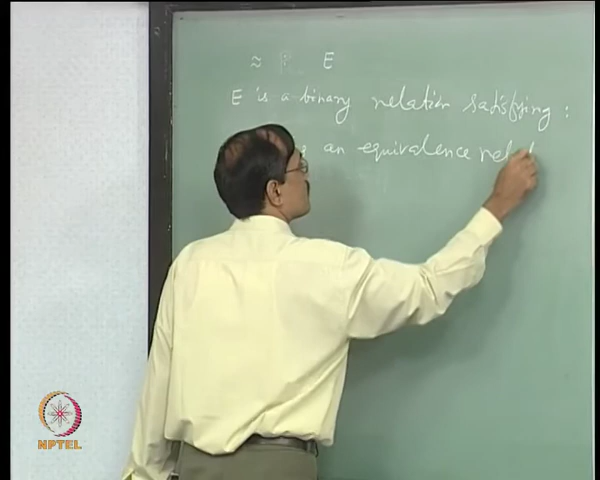 ≈ E
E is a binary relation satisfying :
an equivalence rel
NPTEL